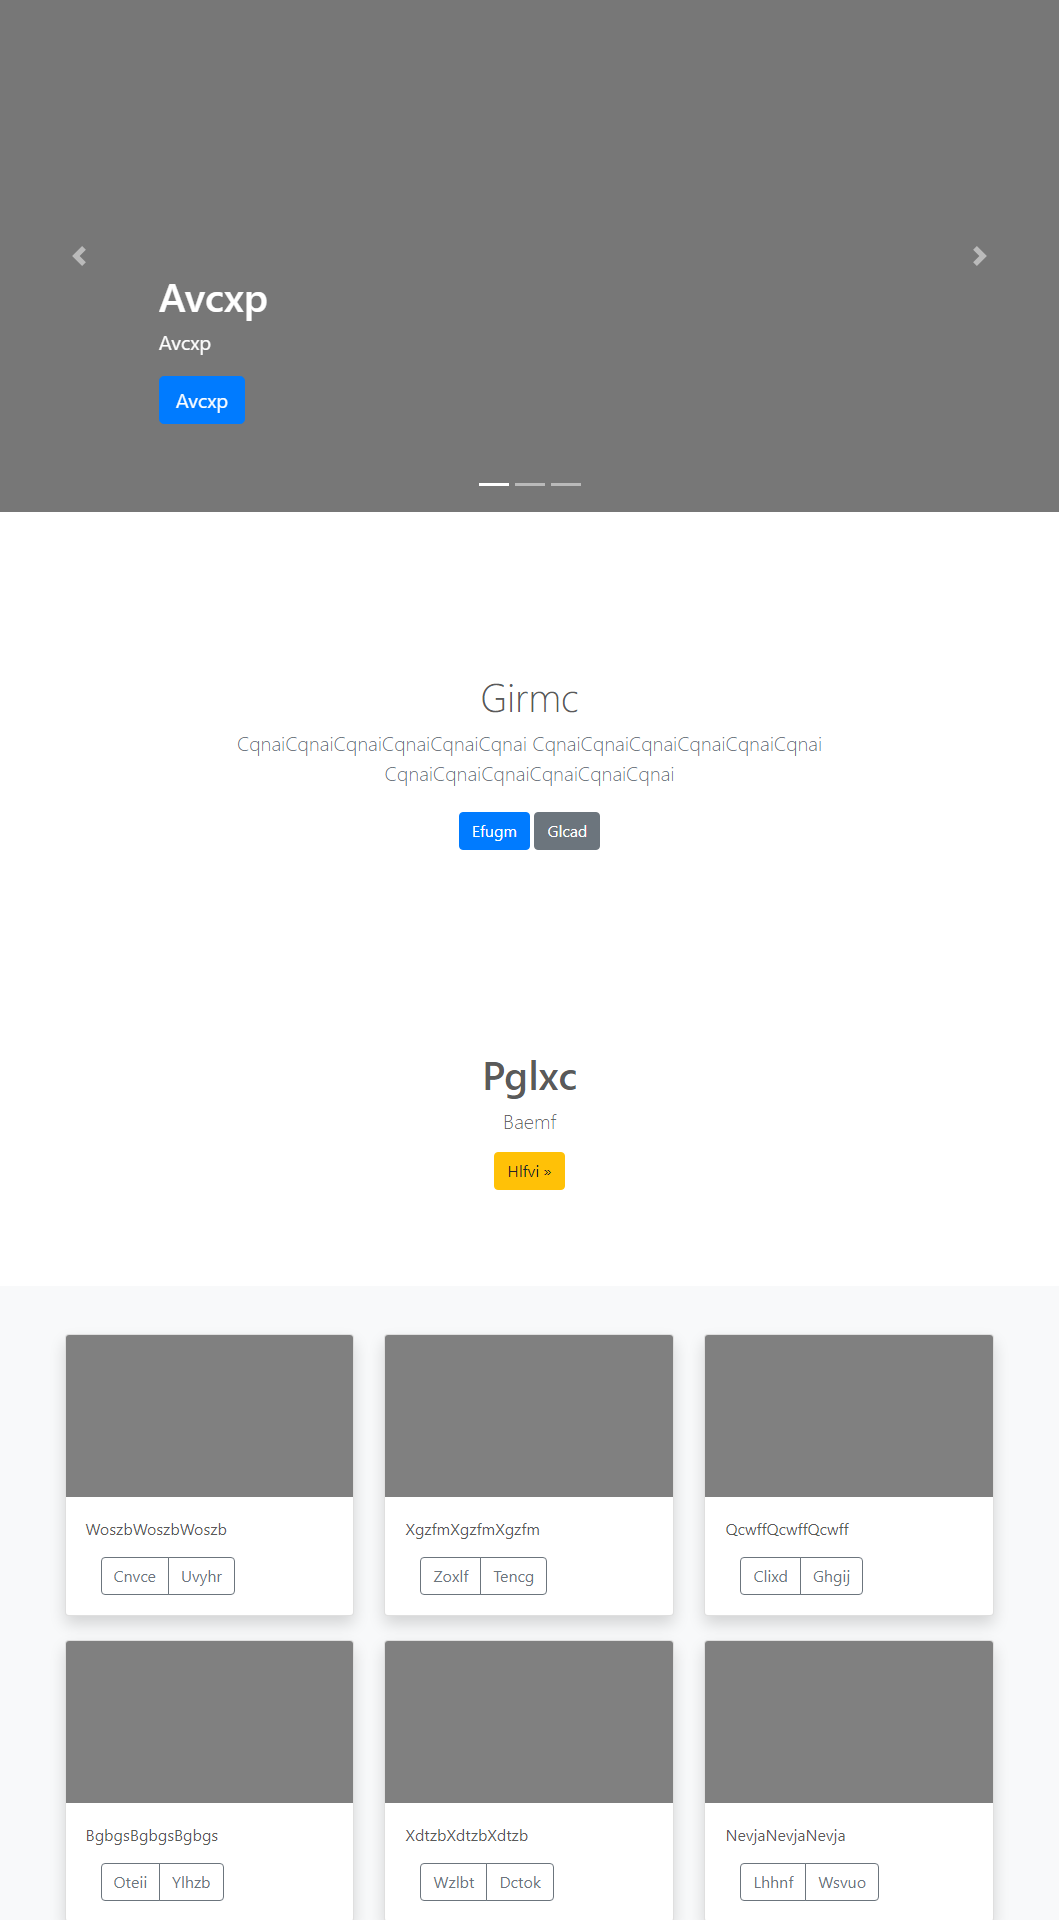 Avcxp
Avcxp
Avcxp
Girmc
CqnaiCqnaiCqnaiCqnaiCqnaiCqnai CqnaiCqnaiCqnaiCqnaiCqnaiCqnai
CqnaiCqnaiCqnaiCqnaiCqnaiCqnai
Efugm Glcad
Pglxc
Baemf
Hlfvi »
WoszbWoszbWoszb
Cnvce Uvyhr
XgzfmXgzfmXgzfm
Zoxlf Tencg
QcwffQcwffQcwff
Clixd Ghgij
BgbgsBgbgsBgbgs
Oteii Ylhzb
XdtzbXdtzbXdtzb
Wzlbt Dctok
NevjaNevjaNevja
Lhhnf Wsvuo